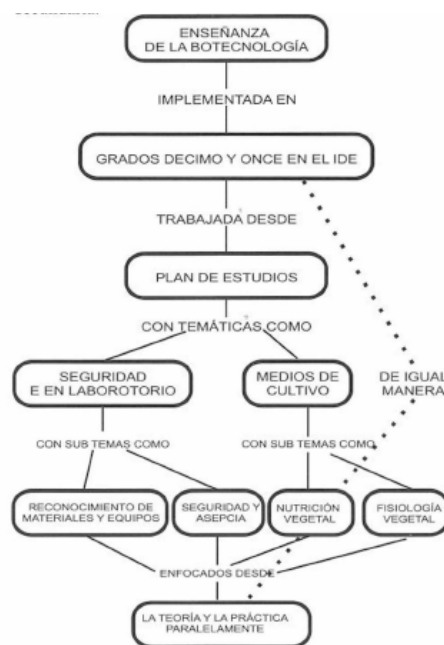 ENSEÑANZA
DE LA BOTECNOLOGÍA
IMPLEMENTADA EN
GRADOS DECIMO Y ONCE EN EL IDE
TRABAJADA DESDE
PLAN DE ESTUDIOS
CON TEMÁTICAS COMO
SEGURIDAD
E EN LABOROTORIO
MEDIOS DE
CULTIVO
DE IGUAL
MANERA
CON SUB TEMAS COMO
CON SUB TEMAS COMO
RECONOCIMIENTO DE
MATERIALES Y EQUIPOS
SEGURIDAD Y
ASEPCIA
NUTRICIÓN
VEGETAL
FISIOLOGÍA
VEGETAL
ENFOCADOS DESDE
LA TEORÍA Y LA PRÁCTICA
PARALELAMENTE